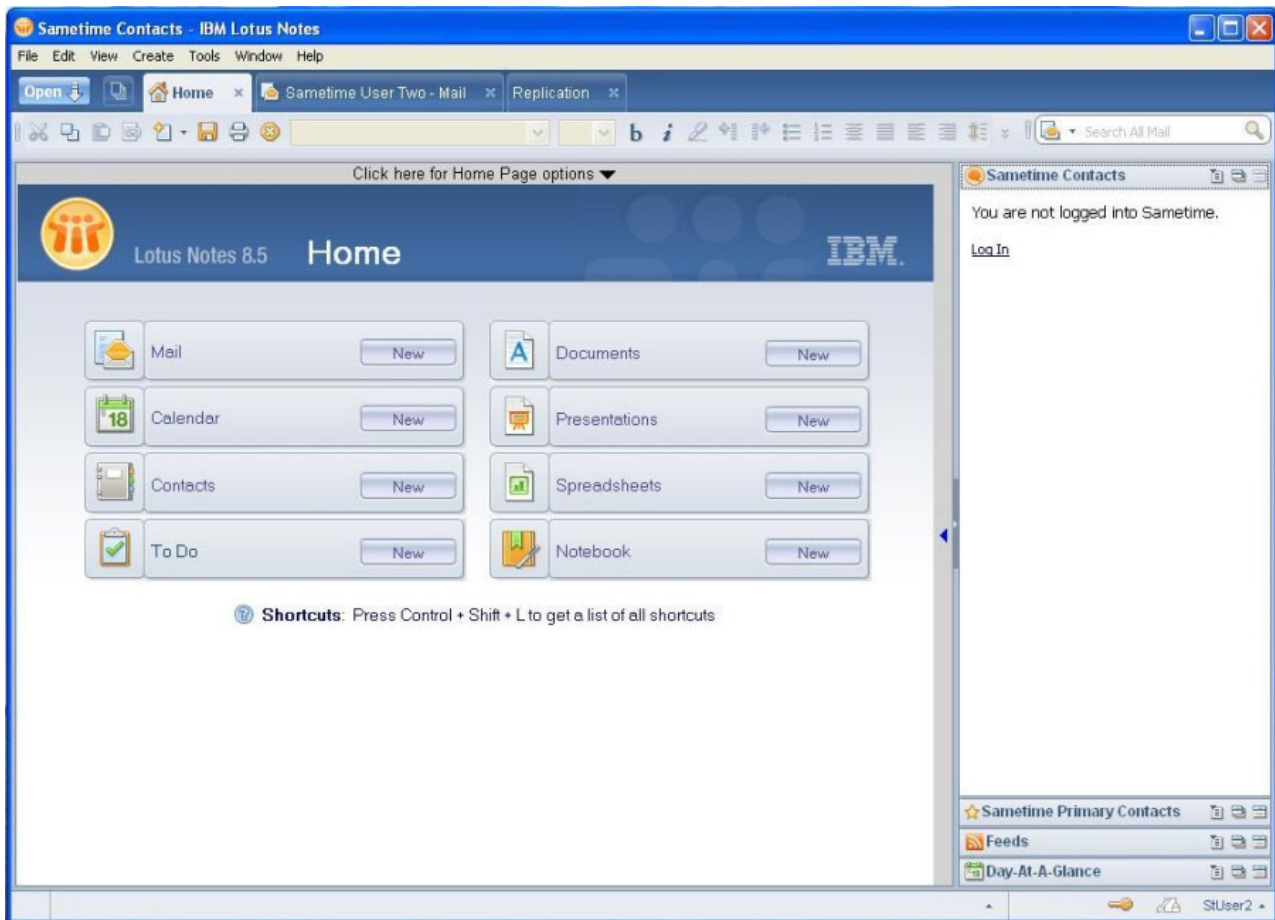 Sametime Contacts - IBM Lotus Notes
File Edit View Create Tools Window Help
Open Home Sametime User Two - Mail Replication
b i Search All Mail
Click here for Home Page options
Lotus Notes 8.5 Home IBM.
Sametime Contacts
You are not logged into Sametime.
Log In
Mail New
Documents New
18 Calendar New
Presentations New
Contacts New
Spreadsheets New
To Do New
Notebook New
Shortcuts: Press Control + Shift + L to get a list of all shortcuts
Sametime Primary Contacts
Feeds
Day-At-A-Glance
StUser2